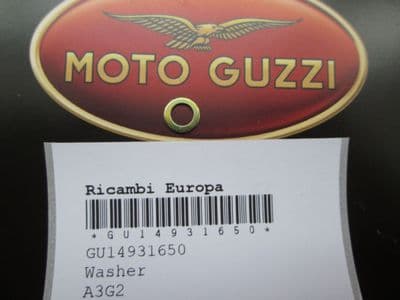 MOTO GUZZI
Ricambi Europa
*GU14931650*
GU14931650
Washer
A3G2